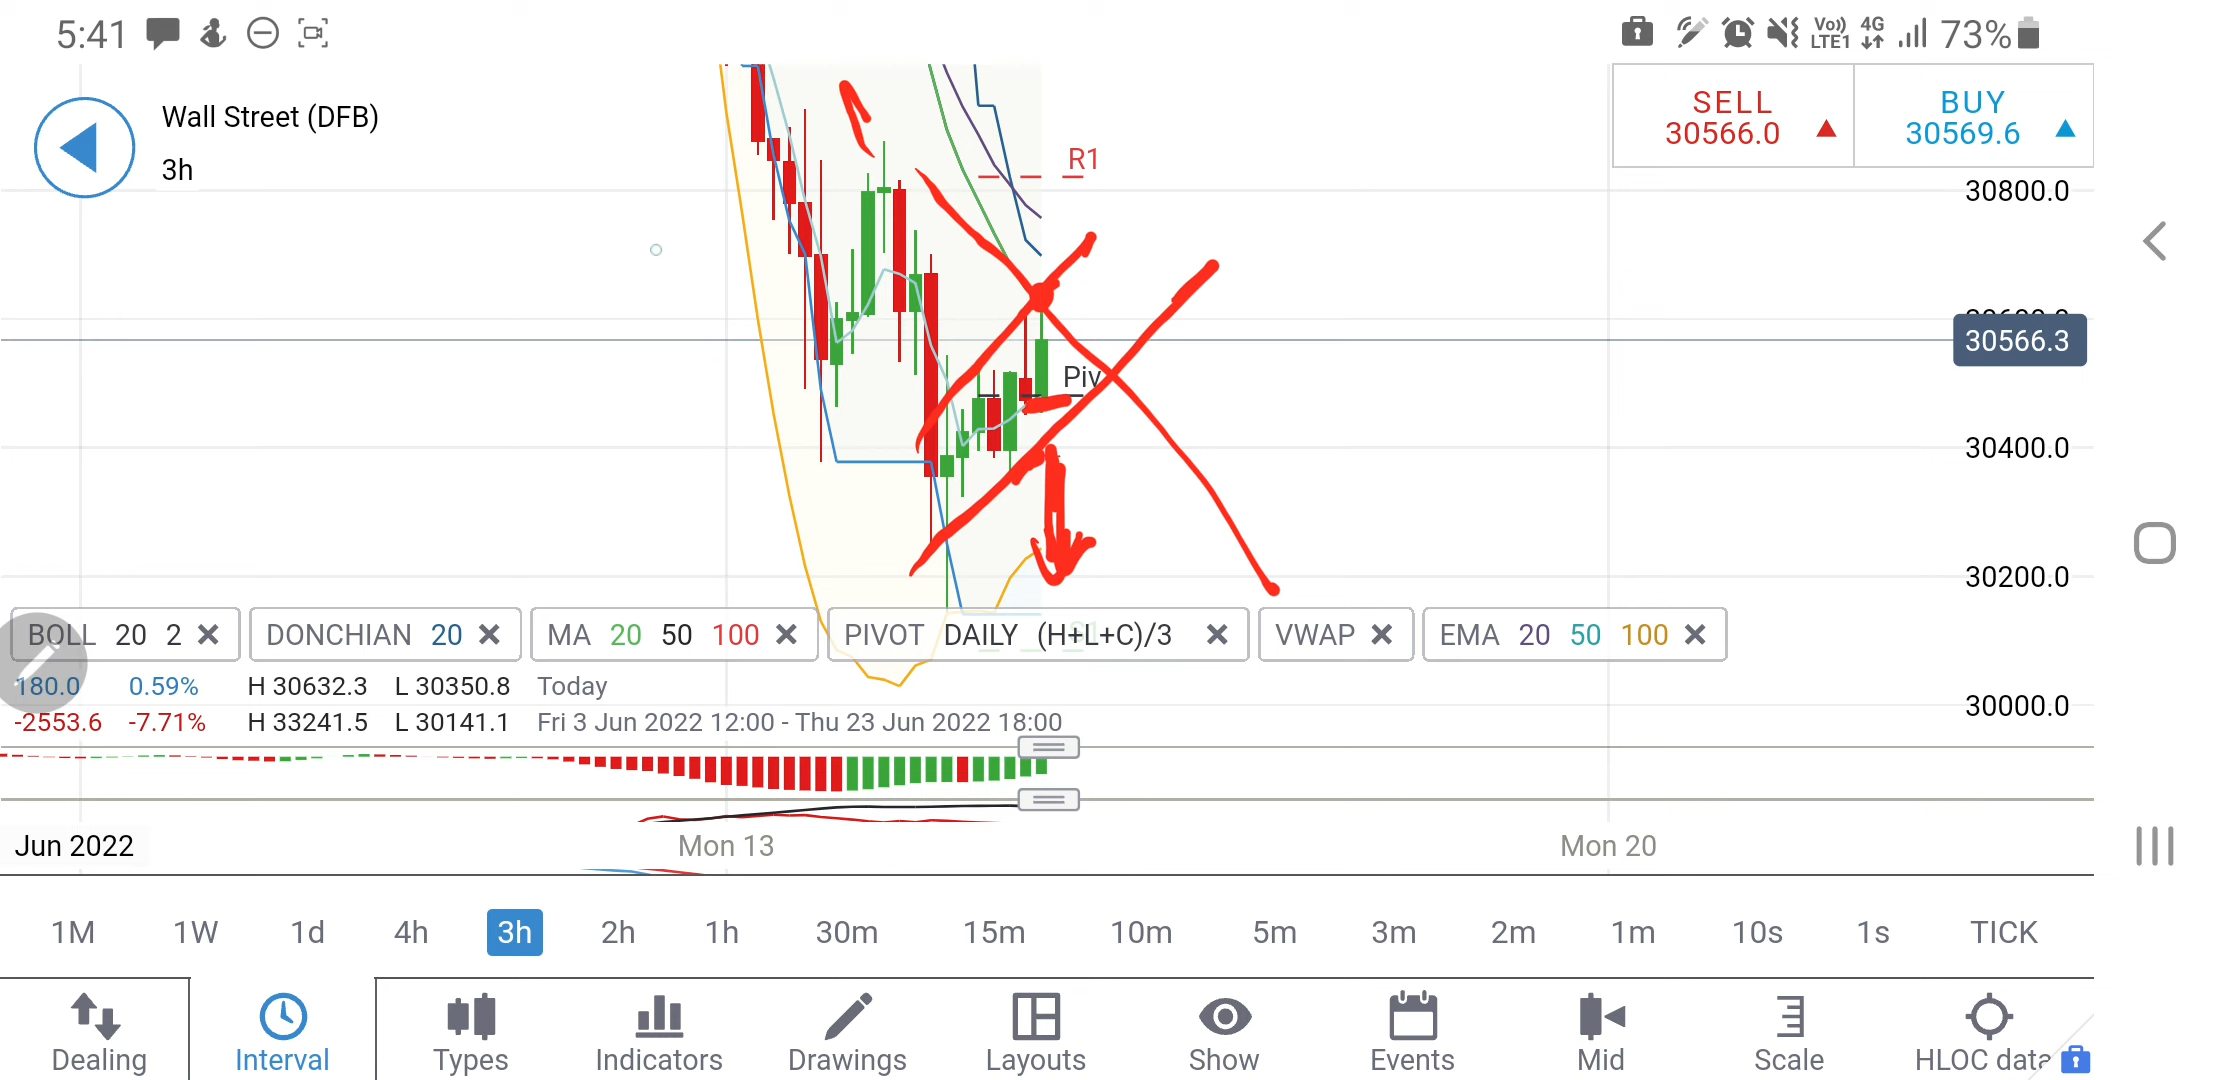 5:41
Vo))
LTE1
4G
73%
Wall Street (DFB)
3h
SELL
30566.0
BUY
30569.6
R1
30800.0
30566.3
Piv
30400.0
30200.0
30000.0
BOLL 20 2
DONCHIAN 20
MA 20 50 100
PIVOT DAILY (H+L+C)/3
VWAP
EMA 20 50 100
180.0 0.59% H 30632.3 L 30350.8 Today
-2553.6 -7.71% H 33241.5 L 30141.1 Fri 3 Jun 2022 12:00 - Thu 23 Jun 2022 18:00
Jun 2022
Mon 13
Mon 20
1M 1W 1d 4h 3h 2h 1h 30m 15m 10m 5m 3m 2m 1m 10s 1s TICK
Dealing Interval Types Indicators Drawings Layouts Show Events Mid Scale HLOC data